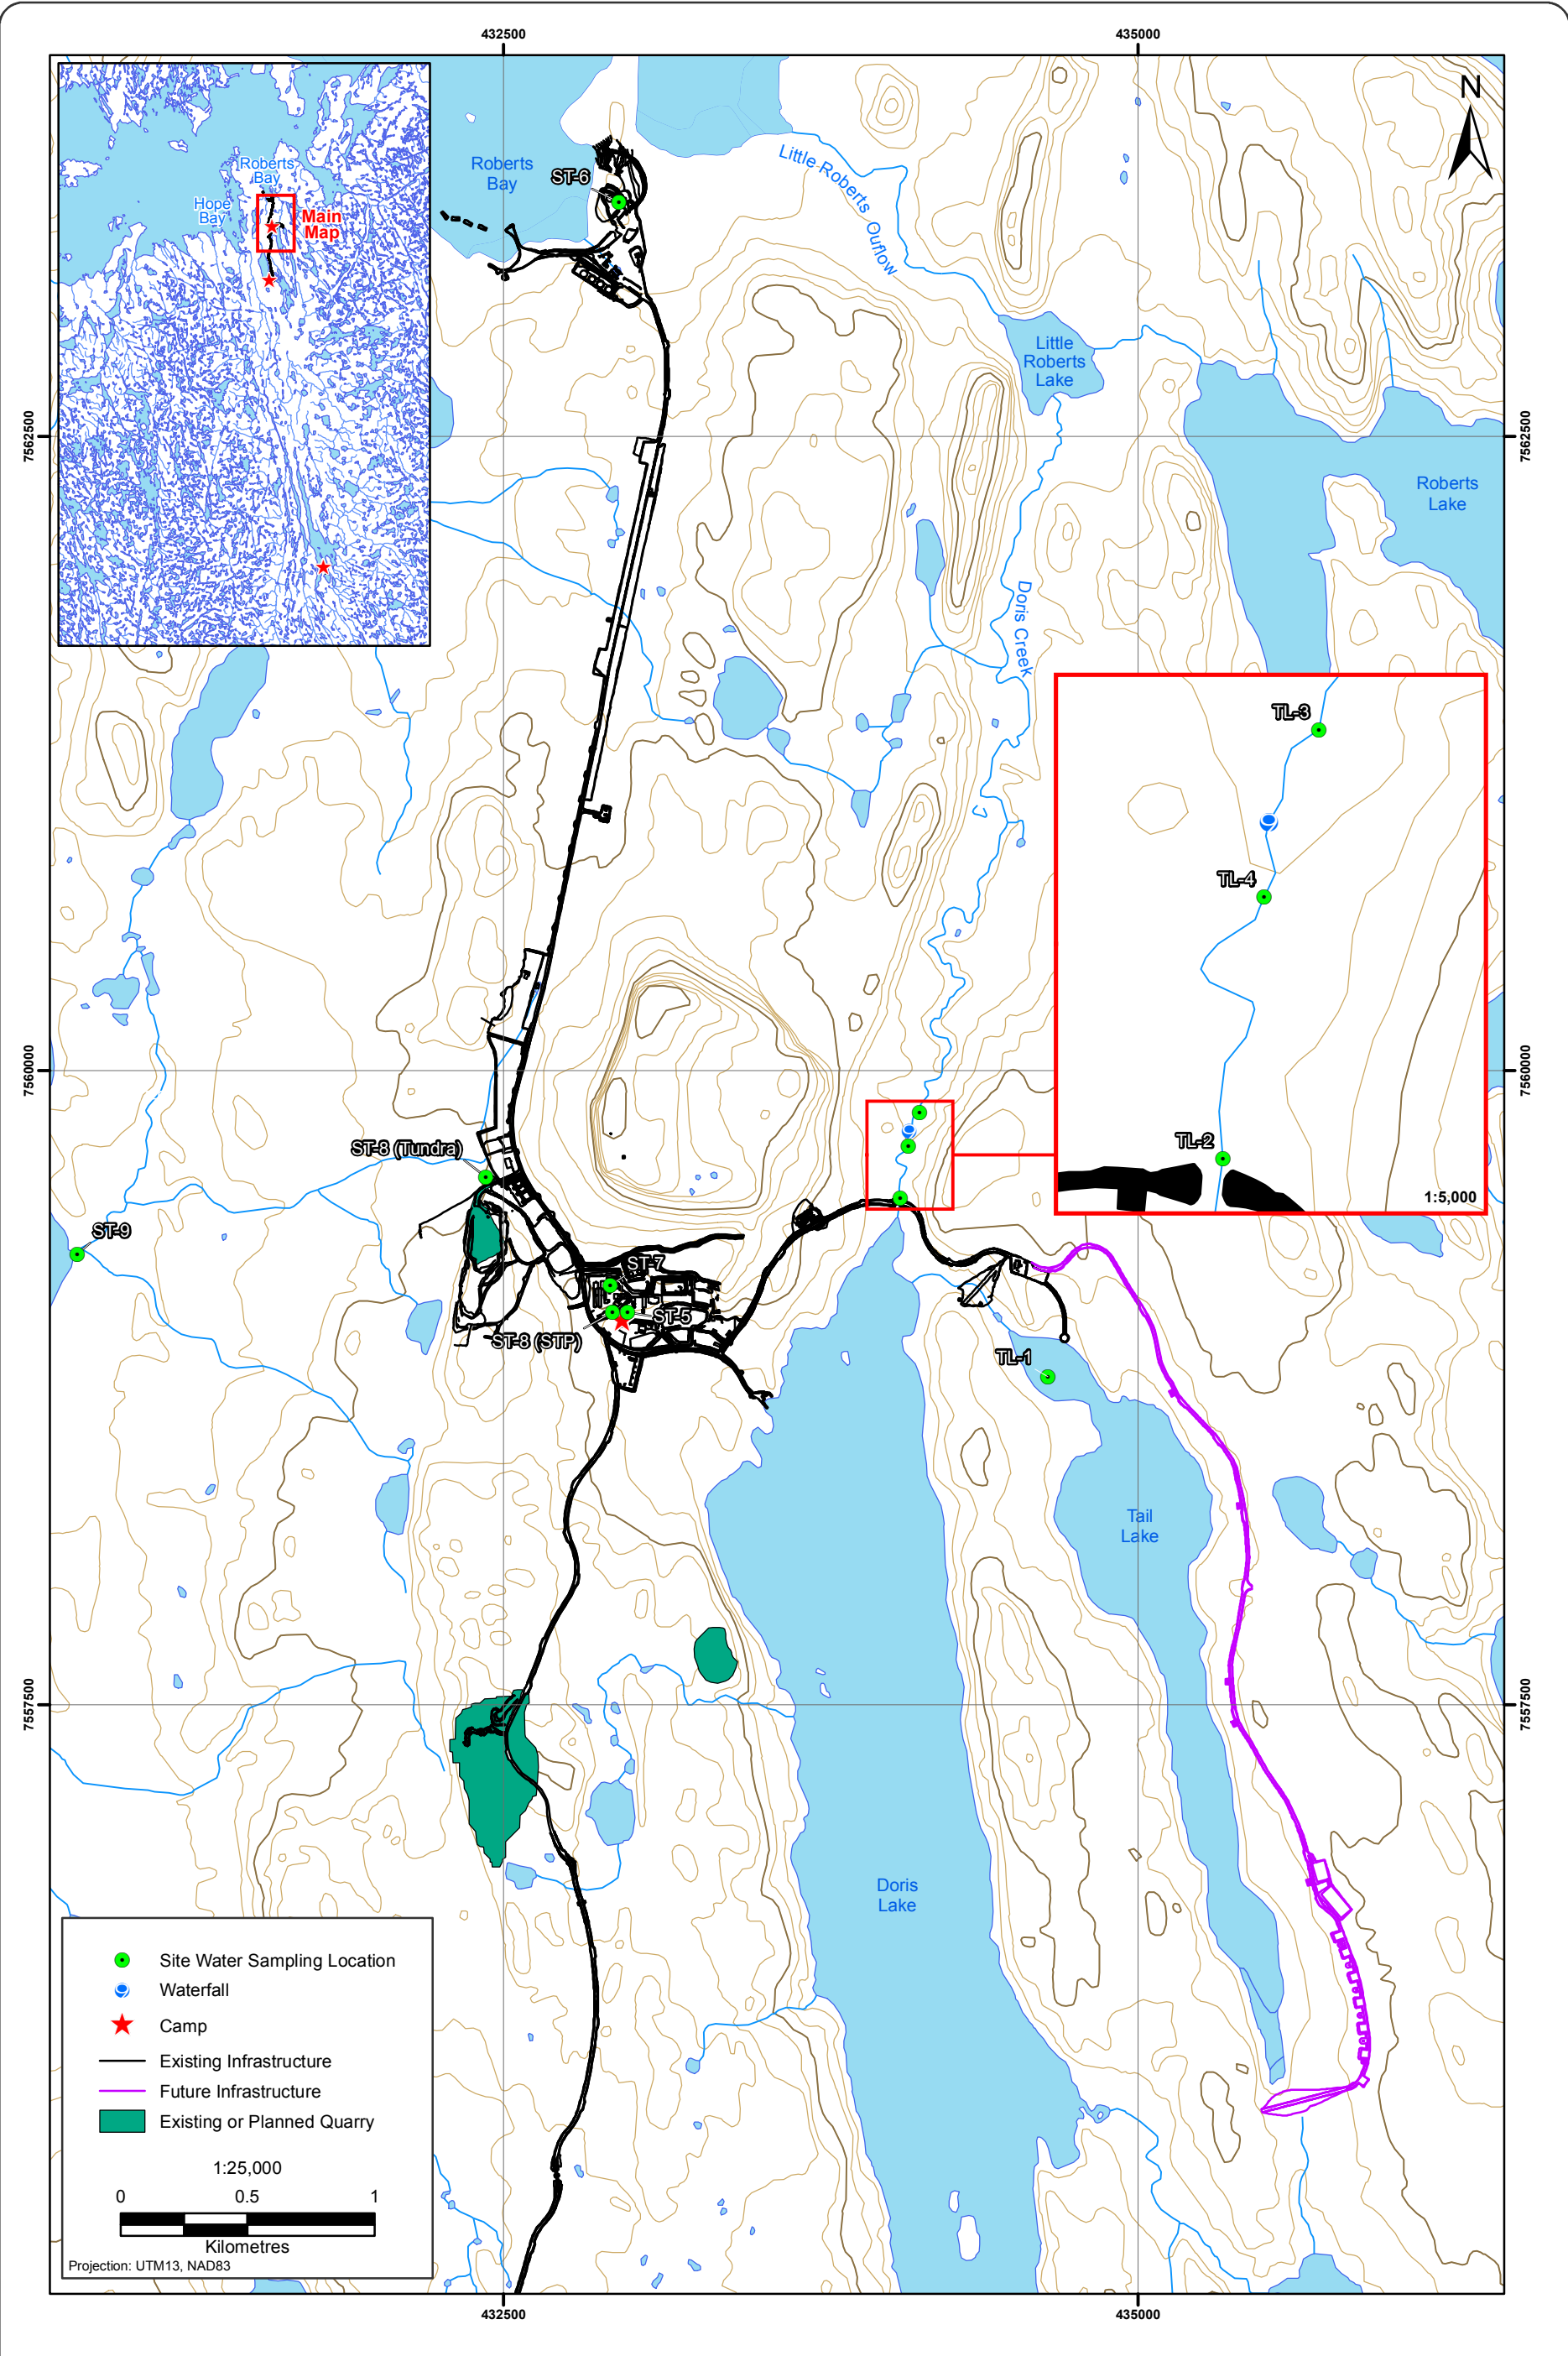 432500
435000
N
Roberts
Bay
Hope
Bay
Main
Map
Roberts
Bay
ST-6
Little Roberts Ouflow
Little
Roberts
Lake
7562500
7562500
Roberts
Lake
Doris Creek
TL-3
TL-4
TL-2
1:5,000
7560000
7560000
ST-8 (Tundra)
ST-9
ST-7
ST-5
ST-8 (STP)
TL-1
Tail
Lake
7557500
7557500
Doris
Lake
Site Water Sampling Location
Waterfall
Camp
Existing Infrastructure
Future Infrastructure
Existing or Planned Quarry
1:25,000
0 0.5 1
Kilometres
Projection: UTM13, NAD83
432500
435000